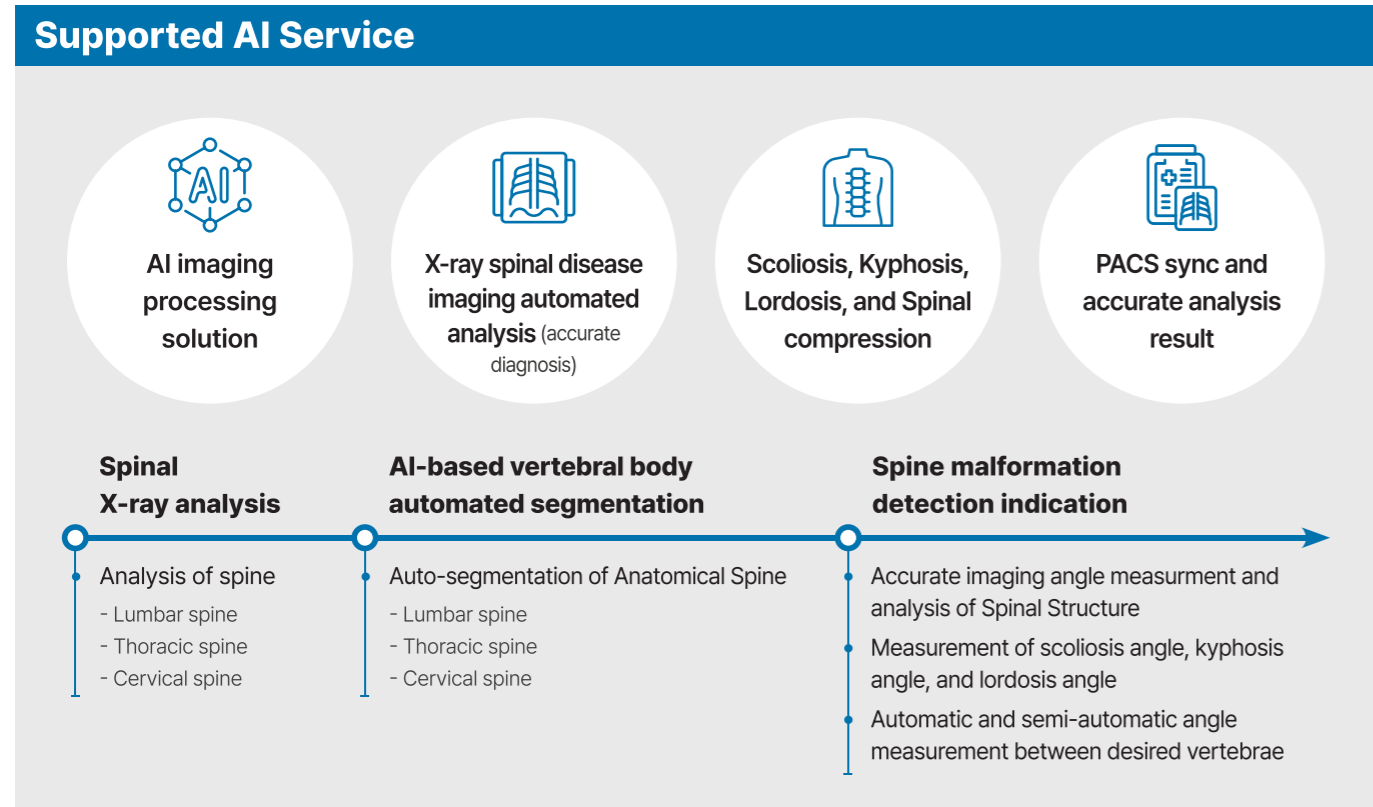 Supported AI Service
AI
AI imaging
processing
solution
X-ray spinal disease
imaging automated
analysis (accurate
diagnosis)
Scoliosis, Kyphosis,
Lordosis, and Spinal
compression
PACS sync and
accurate analysis
result
Spinal
X-ray analysis
Analysis of spine
- Lumbar spine
- Thoracic spine
- Cervical spine
AI-based vertebral body
automated segmentation
Auto-segmentation of Anatomical Spine
- Lumbar spine
- Thoracic spine
- Cervical spine
Spine malformation
detection indication
Accurate imaging angle measurment and
analysis of Spinal Structure
Measurement of scoliosis angle, kyphosis
angle, and lordosis angle
Automatic and semi-automatic angle
measurement between desired vertebrae